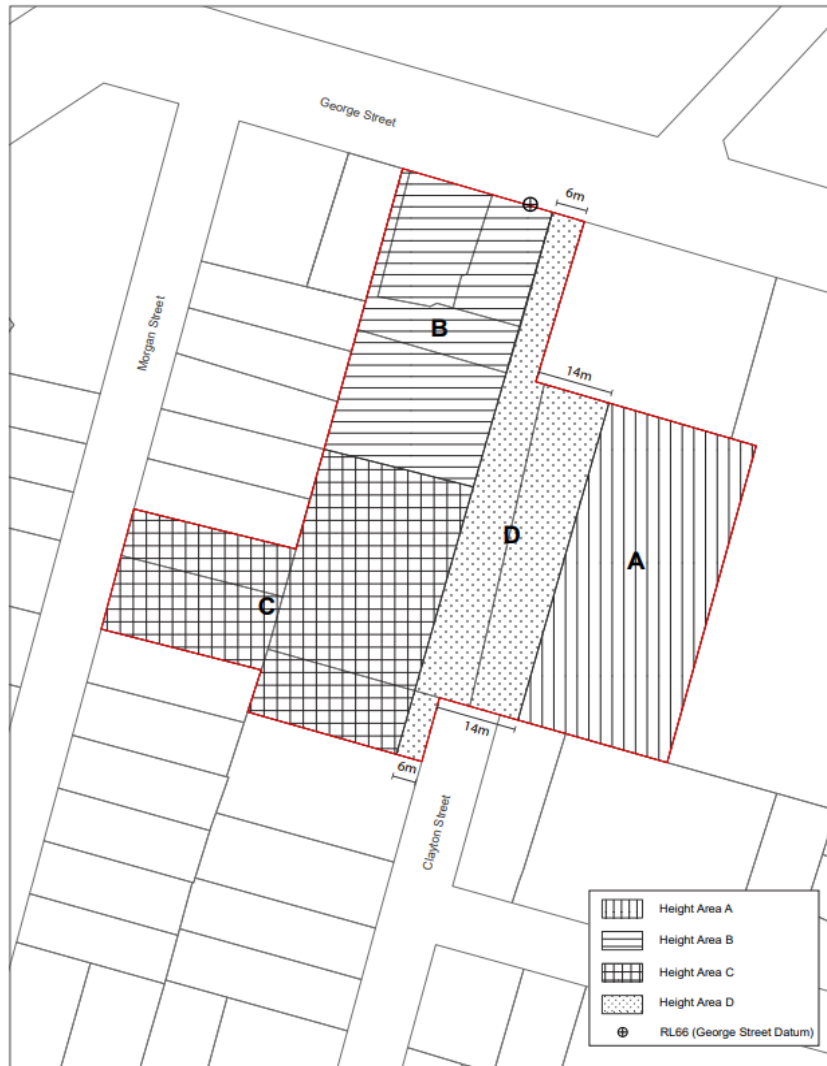 George Street
6m
Morgan Street
B
14m
D
A
C
14m
6m
Clayton Street
Height Area A
Height Area B
Height Area C
Height Area D
RL66 (George Street Datum)